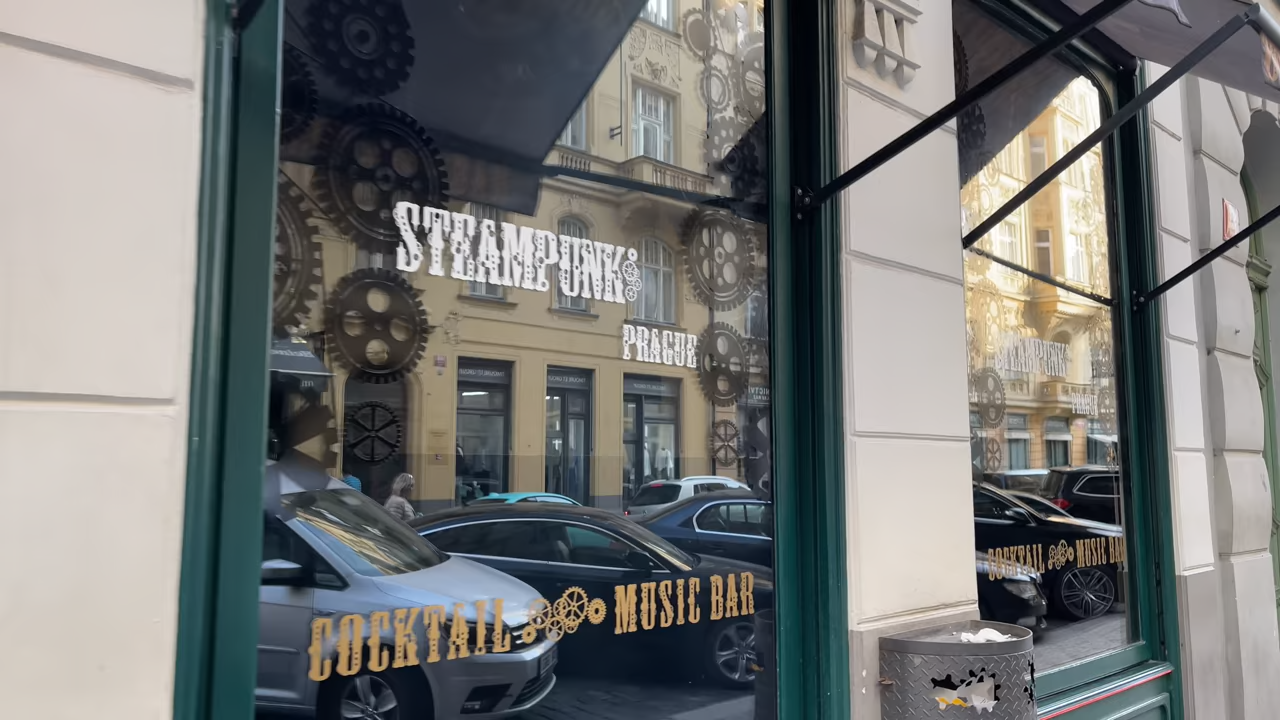 STEAMPUNK
PRAGUE
COCKTAIL MUSIC BAR
STEAMPUNK
PRAGUE
COCKTAIL MUSIC BAR